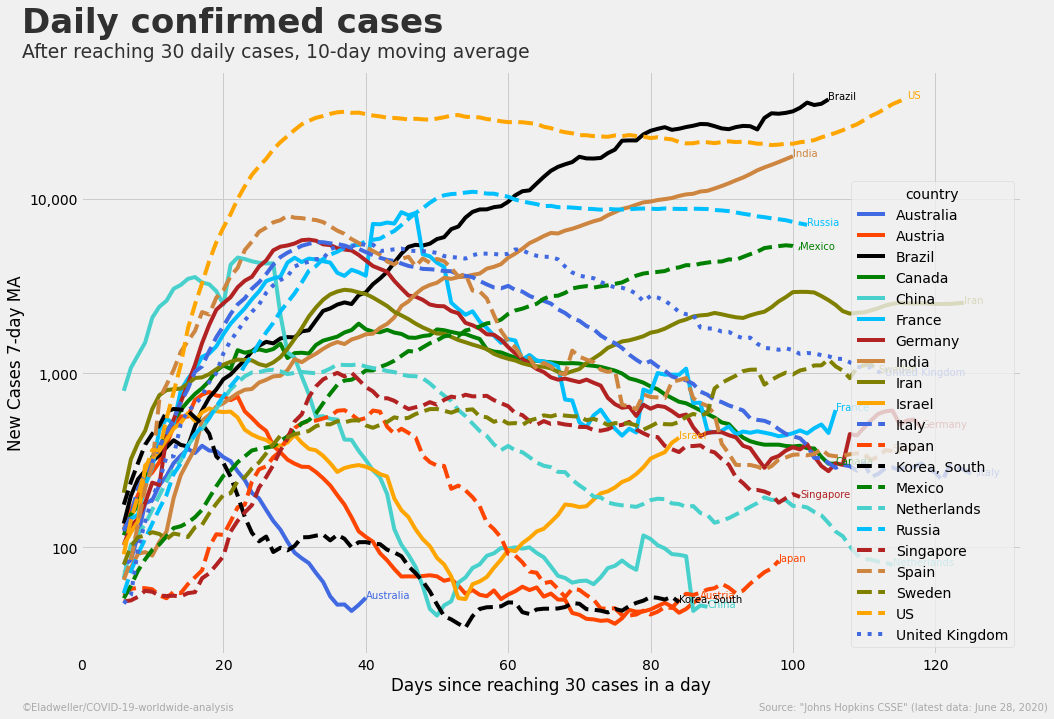 Daily confirmed cases
After reaching 30 daily cases, 10-day moving average
New Cases 7-day MA
10,000
1,000
100
0
20
40
60
80
100
120
Days since reaching 30 cases in a day
Brazil
US
India
Russia
Mexico
Iran
United Kingdom
France
Germany
Israel
Italy
Singapore
Japan
Netherlands
Australia
Korea, South
Austria
China
country
Australia
Austria
Brazil
Canada
China
France
Germany
India
Iran
Israel
Italy
Japan
Korea, South
Mexico
Netherlands
Russia
Singapore
Spain
Sweden
US
United Kingdom
©Eladweller/COVID-19-worldwide-analysis
Source: "Johns Hopkins CSSE" (latest data: June 28, 2020)